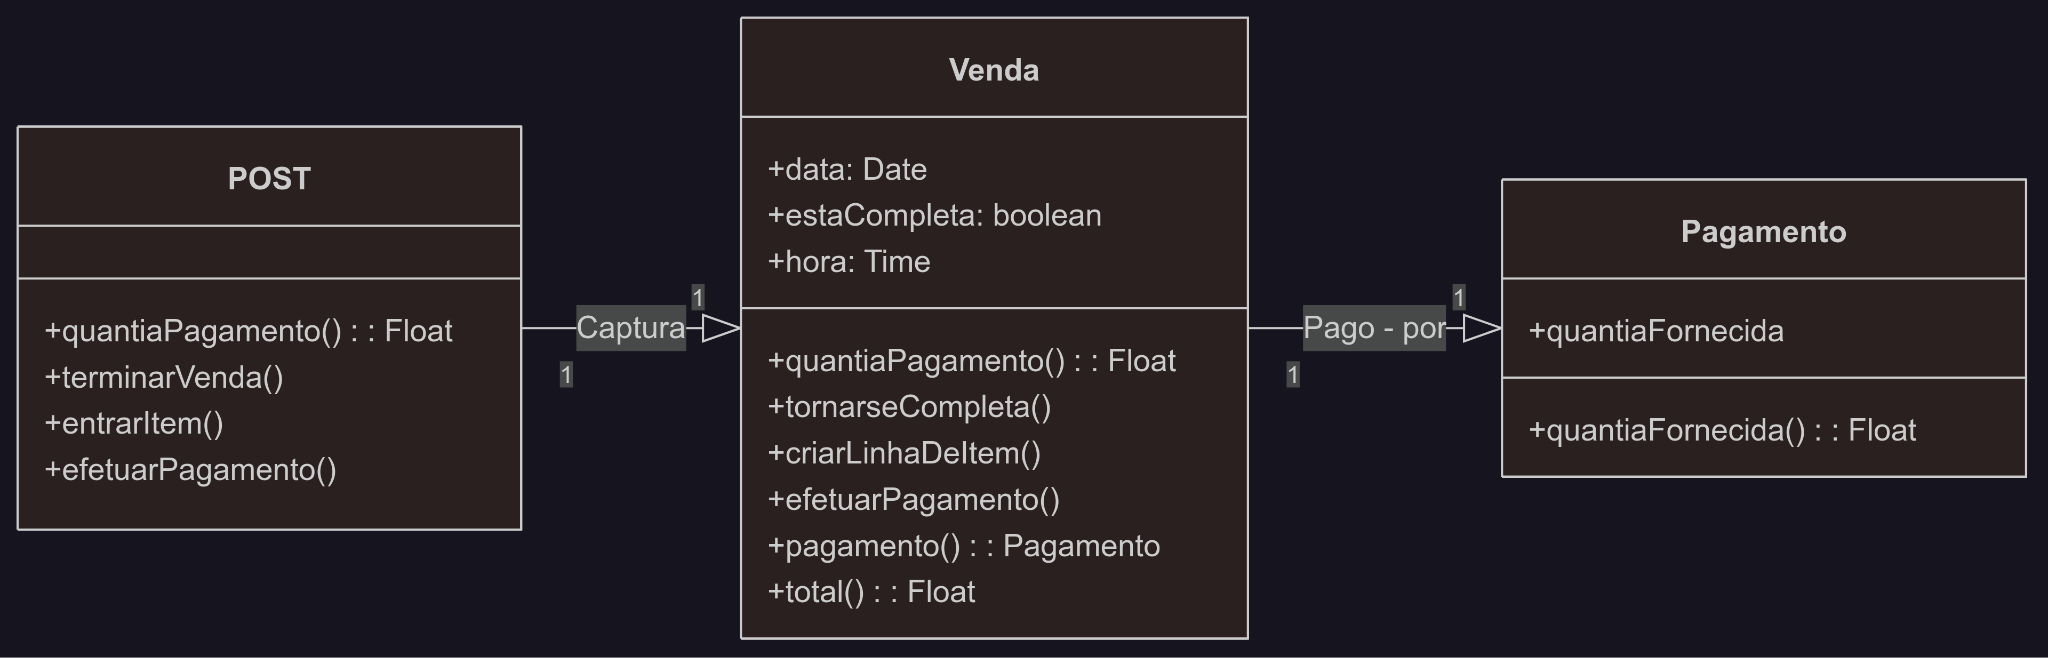 POST
+quantiaPagamento() : : Float
+terminarVenda()
+entrarItem()
+efetuarPagamento()
Captura
1
1
Venda
+data: Date
+estaCompleta: boolean
+hora: Time
+quantiaPagamento() : : Float
+tornarseCompleta()
+criarLinhaDeItem()
+efetuarPagamento()
+pagamento() : : Pagamento
+total() : : Float
Pago - por
1
1
Pagamento
+quantiaFornecida
+quantiaFornecida() : : Float